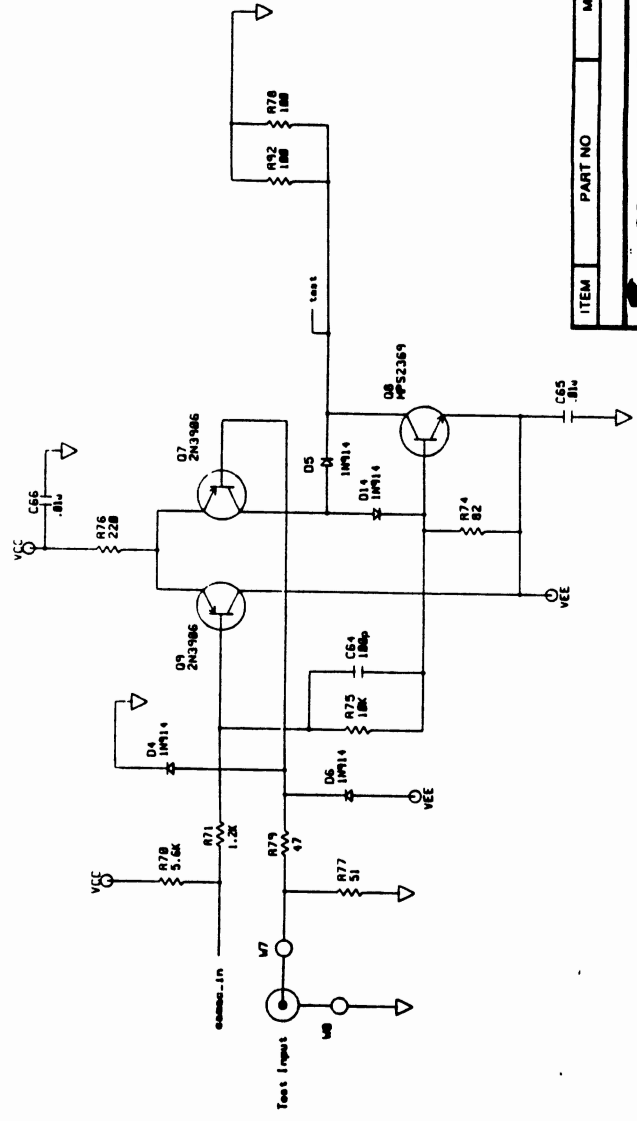 VCC
C66
.01u
R76
220
Q9
2N3906
Q7
2N3906
R92
100
R78
100
test
D5
1N914
D14
1N914
Q8
MPS2369
C65
.01u
R74
82
VEE
C64
100p
R75
10K
D4
1N914
D6
1N914
VEE
VCC
R70
5.6K
R71
1.2K
R79
47
R77
51
W7
W8
Test Input
ITEM
PART NO
M